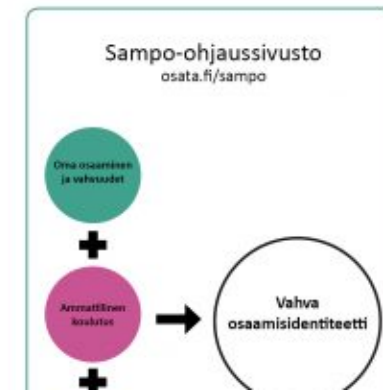 Sampo-ohjaussivusto
osata.fi/sampo
Oma osaaminen
ja vahvuudet
Ammatillinen
koulutus
Vahva
osaamisidentiteetti